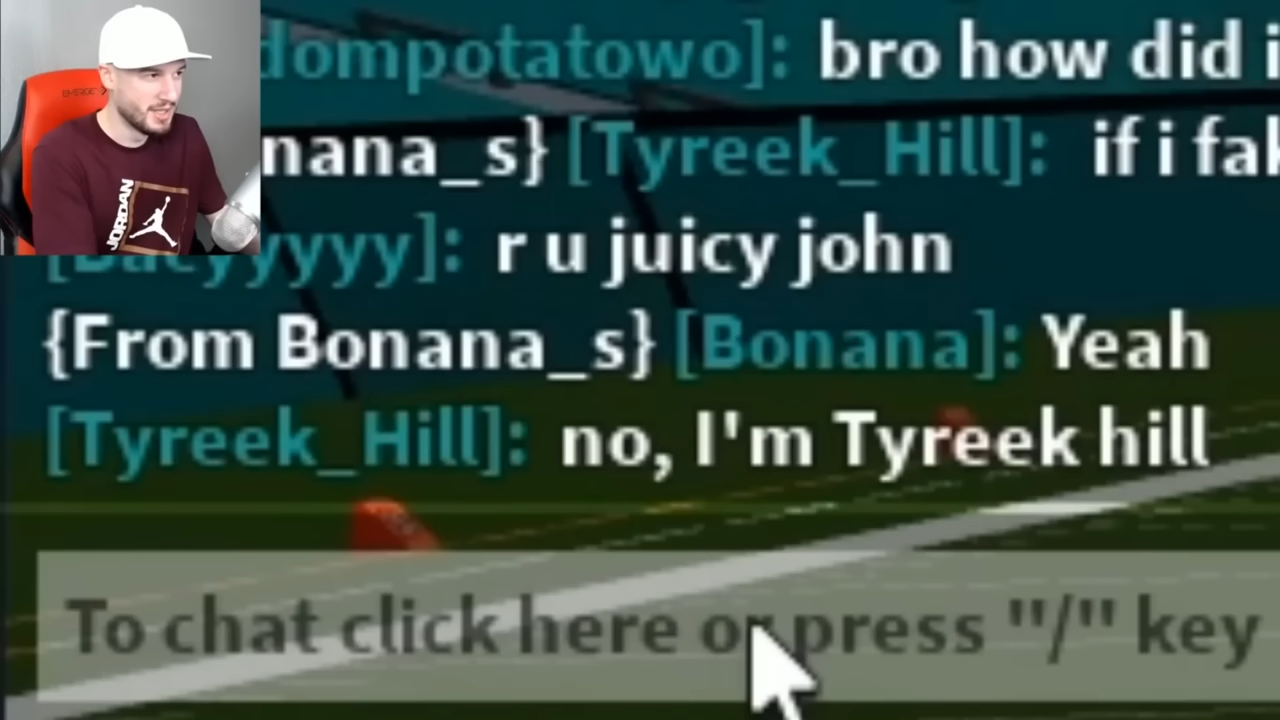 dompotatowo]: bro how did i
nana_s} [Tyreek_Hill]: if i fak
[Bacyyyyyy]: r u juicy john
{From Bonana_s} [Bonana]: Yeah
[Tyreek_Hill]: no, I'm Tyreek hill
To chat click here or press "/" key
JORDAN